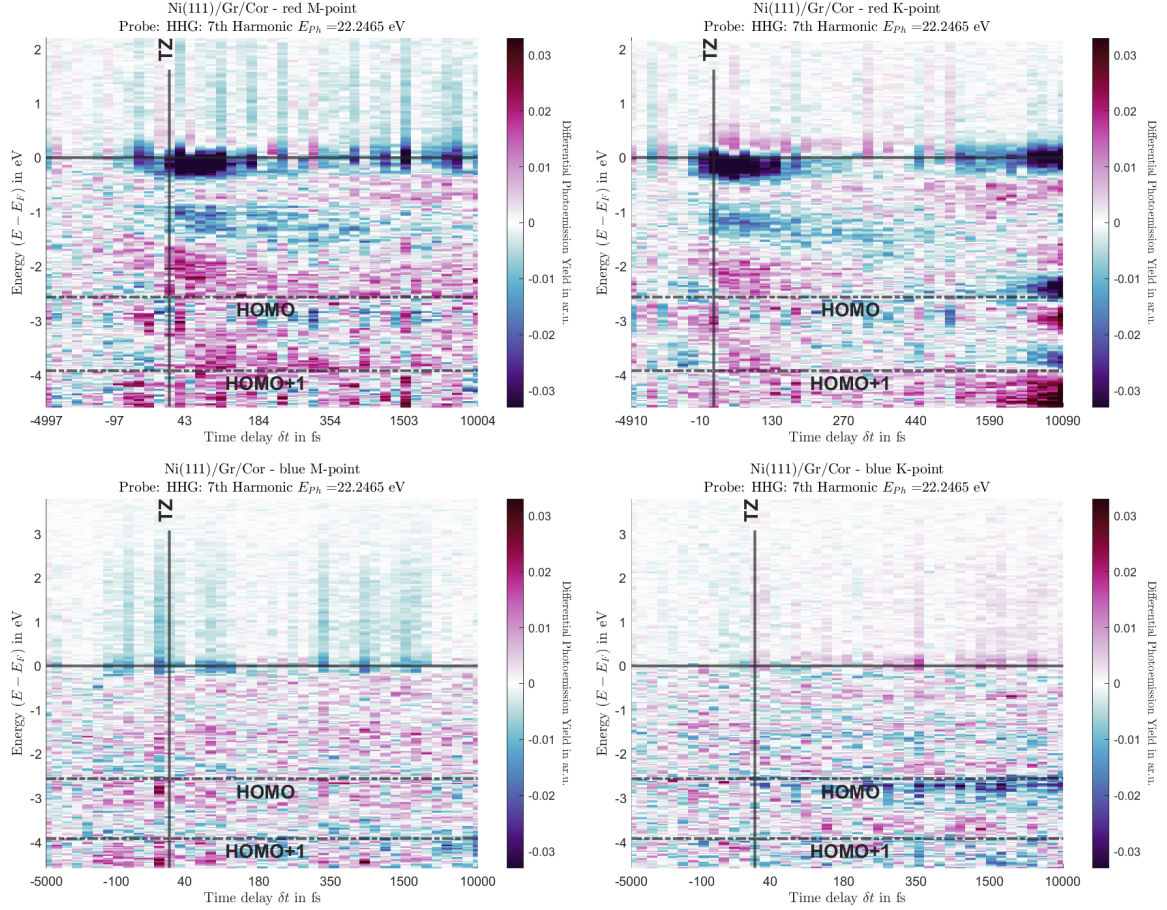 Ni(111)/Gr/Cor - red M-point
Probe: HHG: 7th Harmonic E_Ph =22.2465 eV
TZ
2
1
0
-1
-2
-3
-4
Energy (E − E_F) in eV
HOMO
HOMO+1
-4997 -97 43 184 354 1503 10004
Time delay δt in fs
0.03
0.02
0.01
0
-0.01
-0.02
-0.03
Differential Photoemission Yield in ar.u.
Ni(111)/Gr/Cor - red K-point
Probe: HHG: 7th Harmonic E_Ph =22.2465 eV
TZ
2
1
0
-1
-2
-3
-4
Energy (E − E_F) in eV
HOMO
HOMO+1
-4910 -10 130 270 440 1590 10090
Time delay δt in fs
0.03
0.02
0.01
0
-0.01
-0.02
-0.03
Differential Photoemission Yield in ar.u.
Ni(111)/Gr/Cor - blue M-point
Probe: HHG: 7th Harmonic E_Ph =22.2465 eV
TZ
3
2
1
0
-1
-2
-3
-4
Energy (E − E_F) in eV
HOMO
HOMO+1
-5000 -100 40 180 350 1500 10000
Time delay δt in fs
0.03
0.02
0.01
0
-0.01
-0.02
-0.03
Differential Photoemission Yield in ar.u.
Ni(111)/Gr/Cor - blue K-point
Probe: HHG: 7th Harmonic E_Ph =22.2465 eV
TZ
3
2
1
0
-1
-2
-3
-4
Energy (E − E_F) in eV
HOMO
HOMO+1
-5000 -100 40 180 350 1500 10000
Time delay δt in fs
0.03
0.02
0.01
0
-0.01
-0.02
-0.03
Differential Photoemission Yield in ar.u.